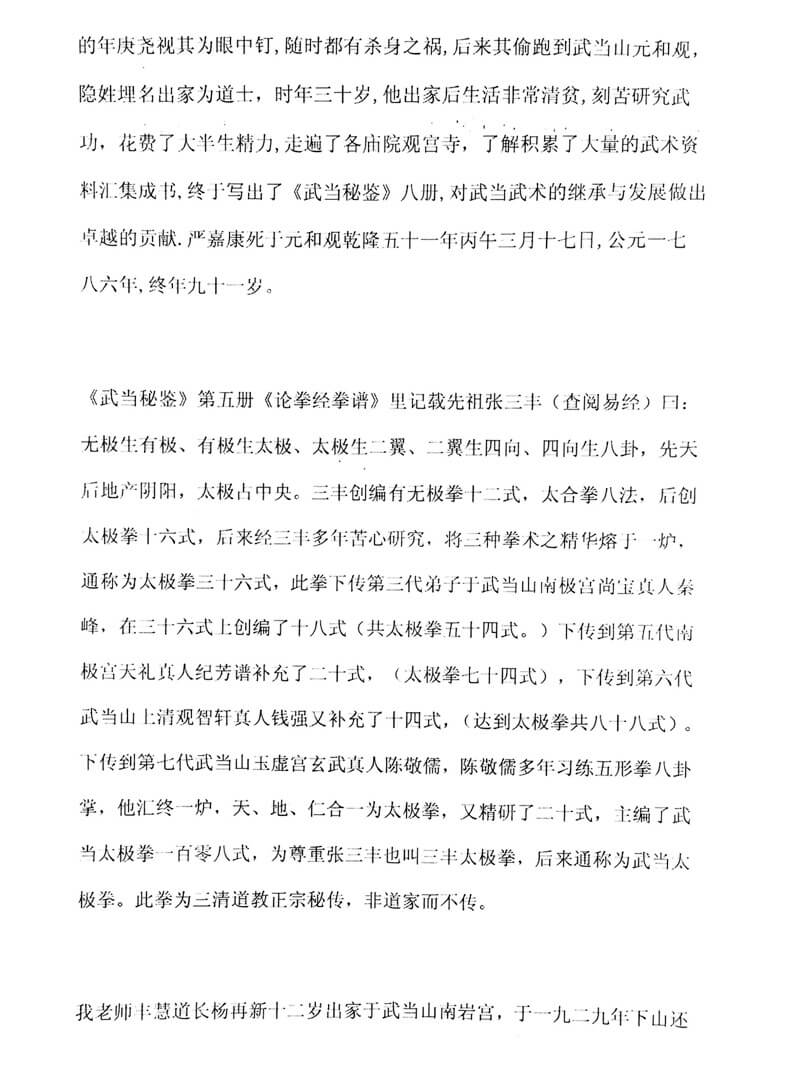 的年庚尧视其为眼中钉,随时都有杀身之祸,后来其偷跑到武当山元和观，
隐姓埋名出家为道士，时年三十岁,他出家后生活非常清贫,刻苦研究武
功，花费了大半生精力,走遍了各庙院观宫寺，了解积累了大量的武术资
料汇集成书,终于写出了《武当秘鉴》八册,对武当武术的继承与发展做出
卓越的贡献.严嘉康死于元和观乾隆五十一年丙午三月十七日,公元一七
八六年,终年九十一岁。
《武当秘鉴》第五册《论拳经拳谱》里记载先祖张三丰（查阅易经）曰：
无极生有极、有极生太极、太极生二翼、二翼生四向、四向生八卦，先天
后地产阴阳，太极占中央。三丰创编有无极拳十二式，太合拳八法，后创
太极拳十六式，后来经三丰多年苦心研究，将三种拳术之精华熔于一炉，
通称为太极拳三十六式，此拳下传第三代弟子于武当山南极宫尚宝真人秦
峰，在三十六式上创编了十八式（共太极拳五十四式。）下传到第五代南
极宫天礼真人纪芳谱补充了二十式，（太极拳七十四式），下传到第六代
武当山上清观智轩真人钱强又补充了十四式，（达到太极拳共八十八式）。
下传到第七代武当山玉虚宫玄武真人陈敬儒，陈敬儒多年习练五形拳八卦
掌，他汇终一炉，天、地、仁合一为太极拳，又精研了二十式，主编了武
当太极拳一百零八式，为尊重张三丰也叫三丰太极拳，后来通称为武当太
极拳。此拳为三清道教正宗秘传，非道家而不传。
我老师丰慧道长杨再新十二岁出家于武当山南岩宫，于一九二九年下山还